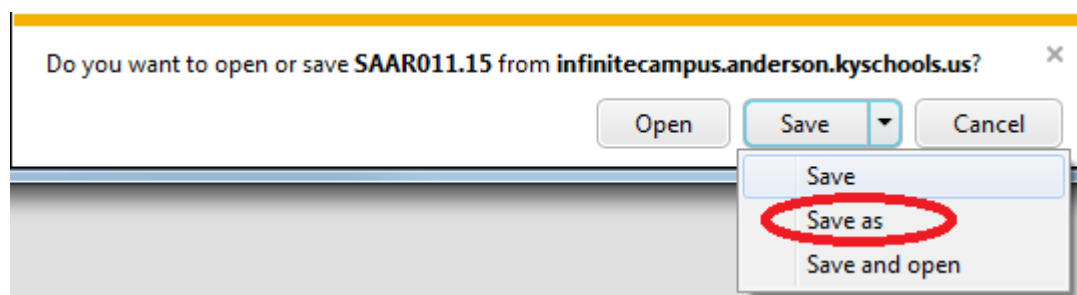 Do you want to open or save SAAR011.15 from infinitecampus.anderson.kyschools.us?
Open Save Cancel
Save
Save as
Save and open